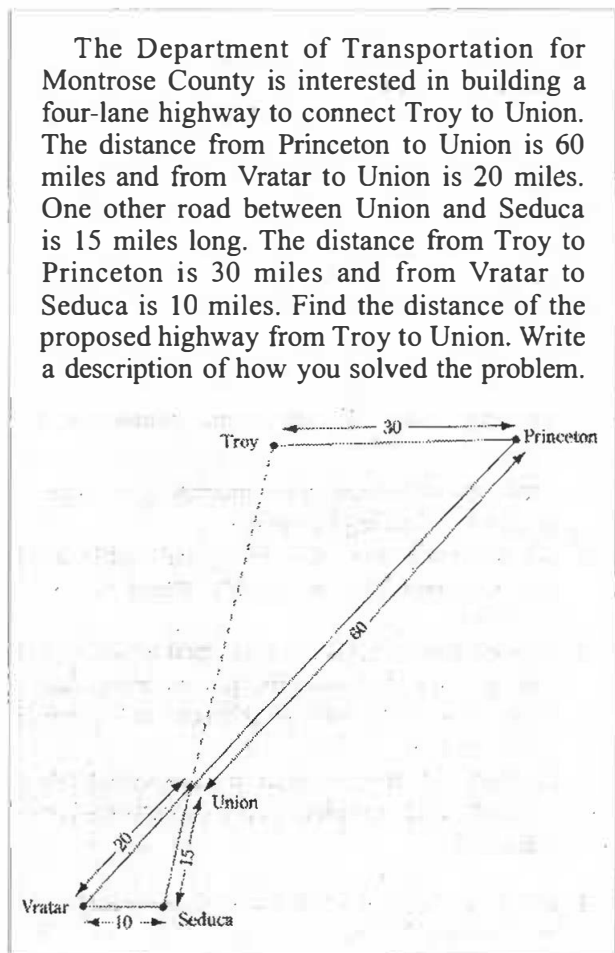 The Department of Transportation for
Montrose County is interested in building a
four-lane highway to connect Troy to Union.
The distance from Princeton to Union is 60
miles and from Vratar to Union is 20 miles.
One other road between Union and Seduca
is 15 miles long. The distance from Troy to
Princeton is 30 miles and from Vratar to
Seduca is 10 miles. Find the distance of the
proposed highway from Troy to Union. Write
a description of how you solved the problem.
30
Troy
Princeton
60
Union
20
15
Vratar
10
Seduca